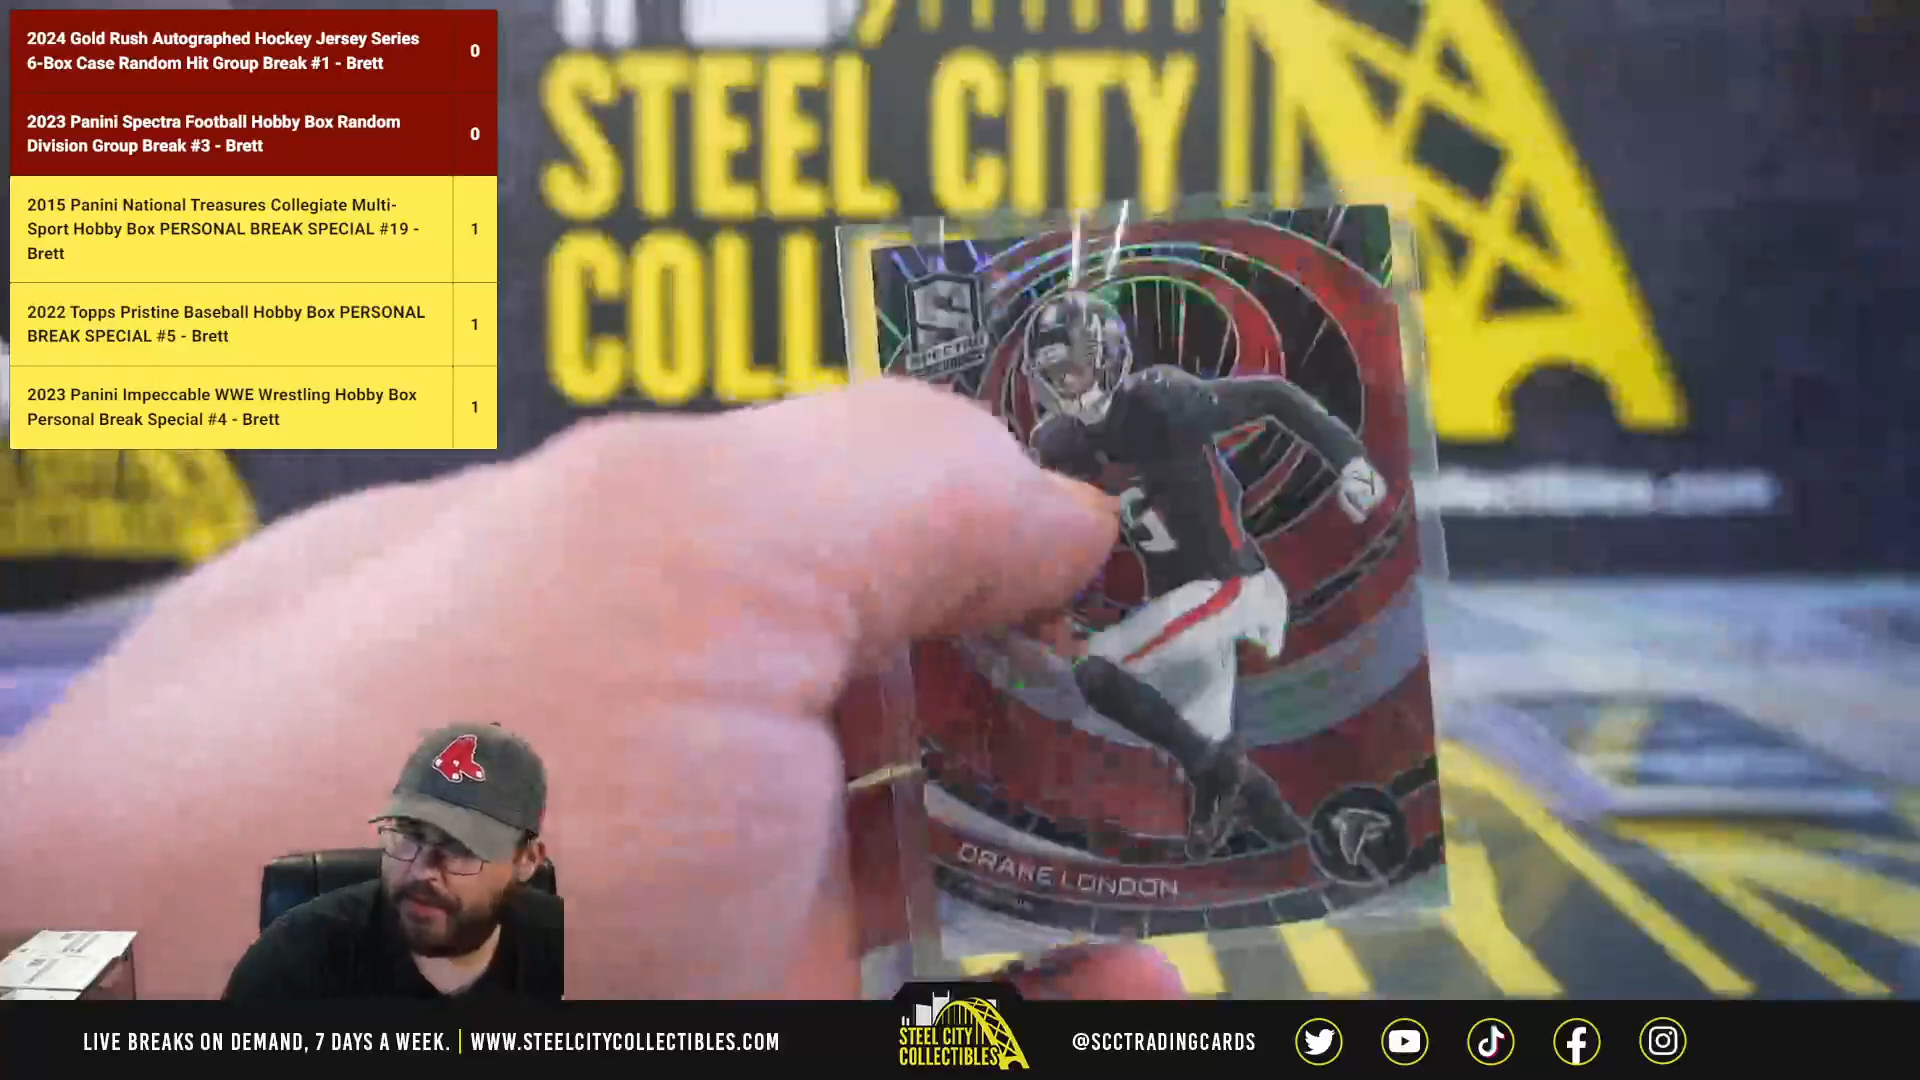 2024 Gold Rush Autographed Hockey Jersey Series
6-Box Case Random Hit Group Break #1 - Brett
0
2023 Panini Spectra Football Hobby Box Random
Division Group Break #3 - Brett
0
2015 Panini National Treasures Collegiate Multi-
Sport Hobby Box PERSONAL BREAK SPECIAL #19 -
Brett
1
2022 Topps Pristine Baseball Hobby Box PERSONAL
BREAK SPECIAL #5 - Brett
1
2023 Panini Impeccable WWE Wrestling Hobby Box
Personal Break Special #4 - Brett
1
STEEL CITY
COLL
S
SPECTRA
5
DRAKE LONDON
LIVE BREAKS ON DEMAND, 7 DAYS A WEEK. | WWW.STEELCITYCOLLECTIBLES.COM
STEEL CITY
COLLECTIBLES
@SCCTRADINGCARDS